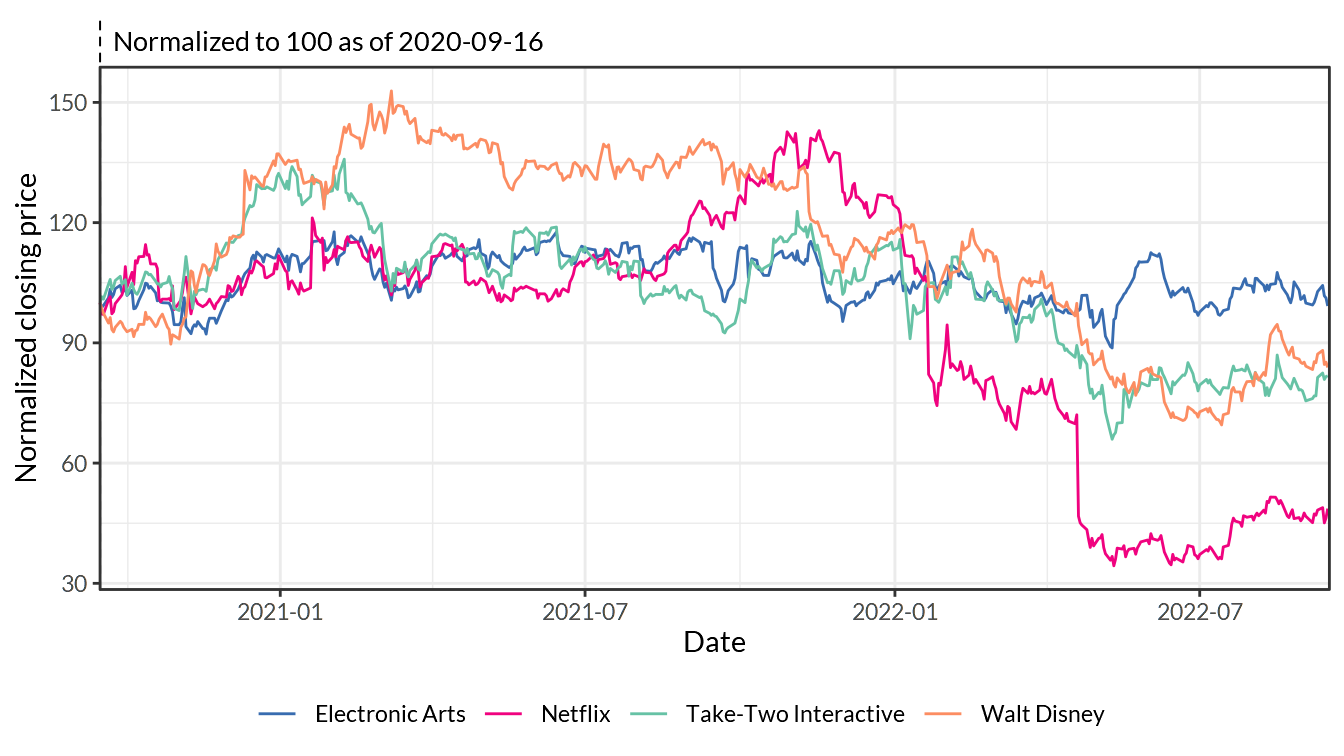 Normalized to 100 as of 2020-09-16
Normalized closing price
150
120
90
60
30
2021-01
2021-07
2022-01
2022-07
Date
Electronic Arts
Netflix
Take-Two Interactive
Walt Disney